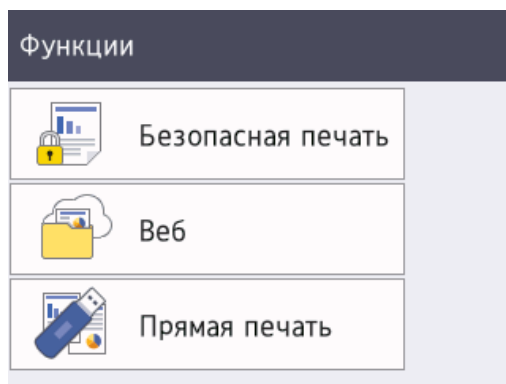 Функции
Безопасная печать
Веб
Прямая печать